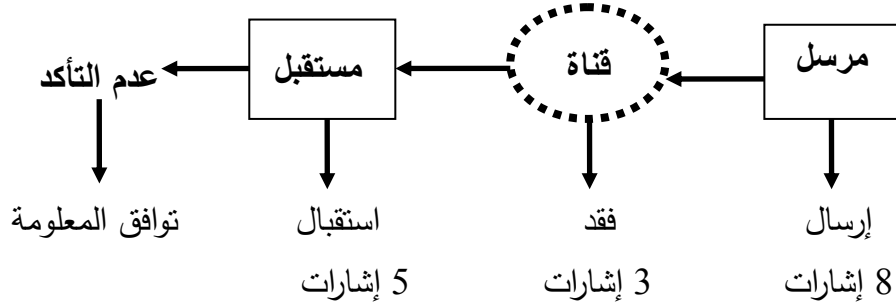 مرسل
قناة
مستقبل
عدم التأكد
إرسال
فقد
استقبال
توافق المعلومة
8 إشارات
3 إشارات
5 إشارات